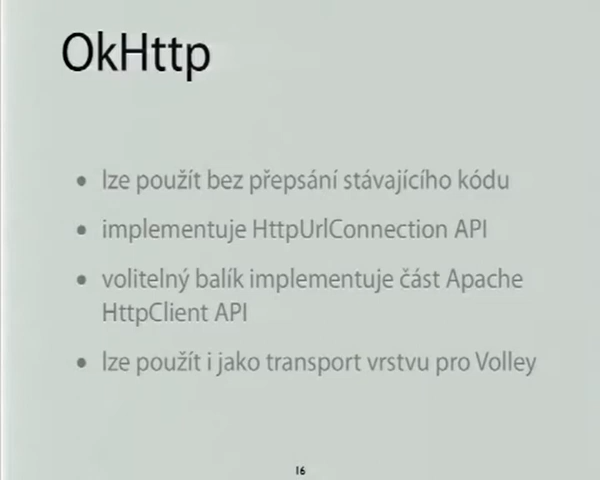 OkHttp
• lze použít bez přepsání stávajícího kódu
• implementuje HttpUrlConnection API
• volitelný balík implementuje část Apache
HttpClient API
• lze použít i jako transport vrstvu pro Volley
16